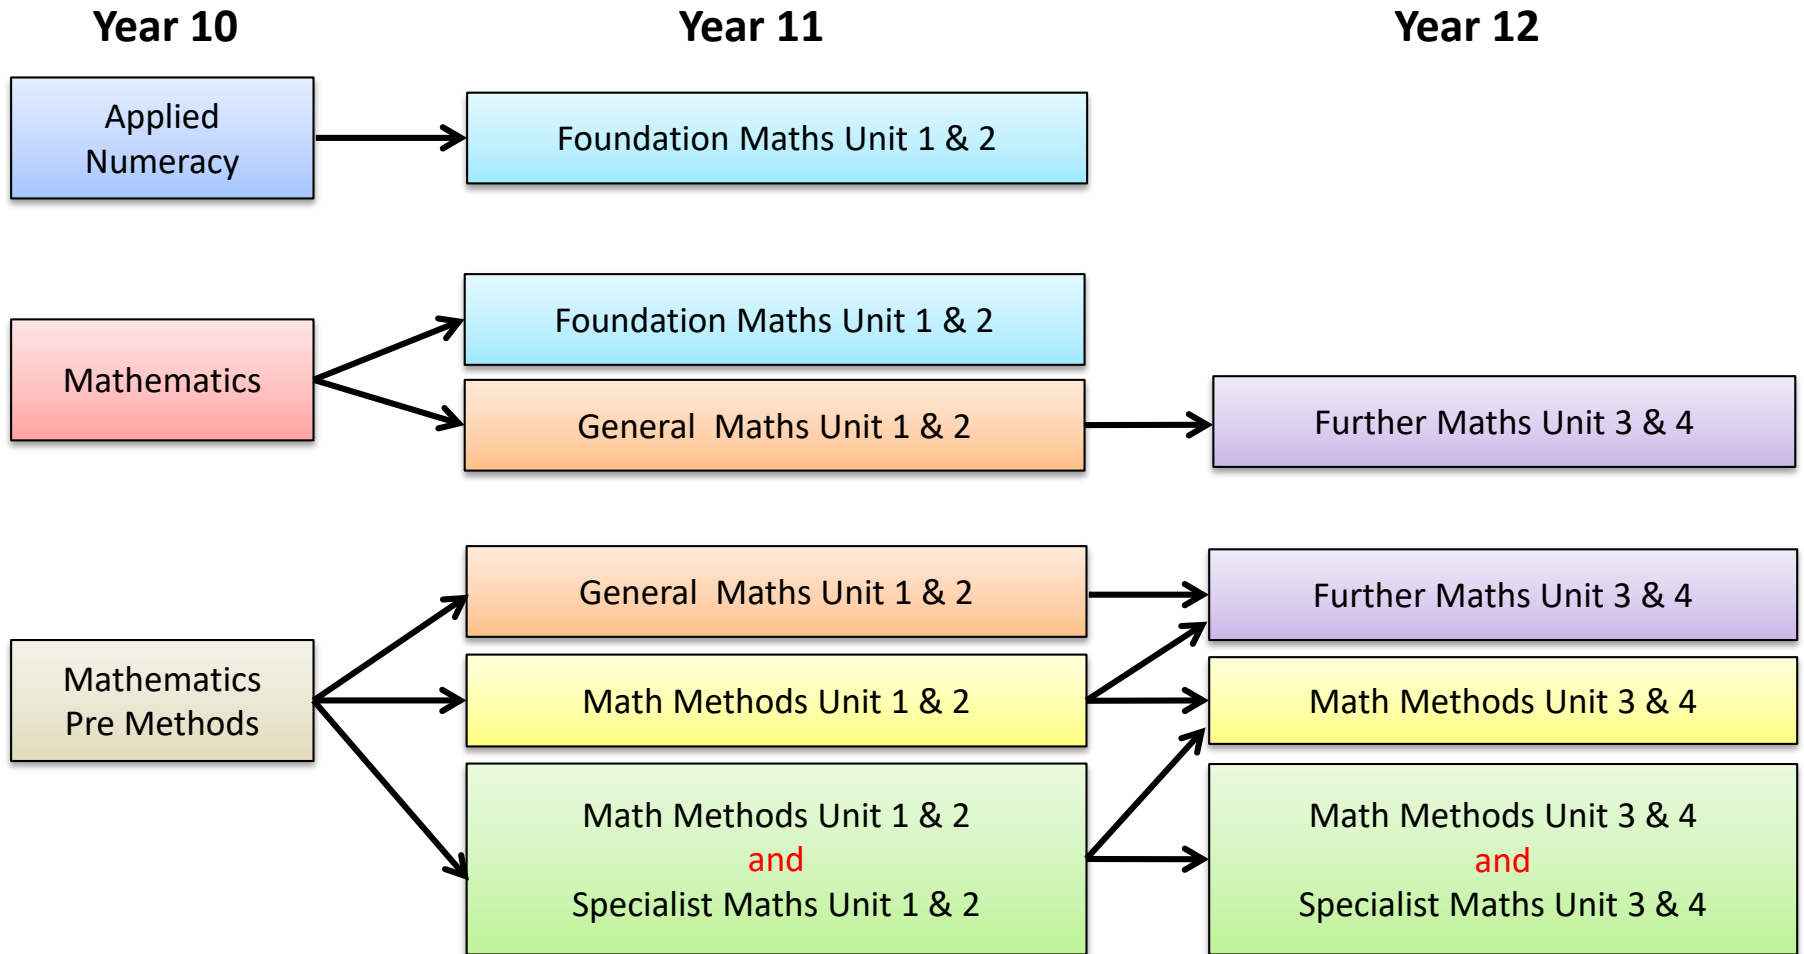 Year 10
Year 11
Year 12
Applied
Numeracy
Foundation Maths Unit 1 & 2
Mathematics
Foundation Maths Unit 1 & 2
General  Maths Unit 1 & 2
Further Maths Unit 3 & 4
Mathematics
Pre Methods
General  Maths Unit 1 & 2
Further Maths Unit 3 & 4
Math Methods Unit 1 & 2
Math Methods Unit 3 & 4
Math Methods Unit 1 & 2
and
Specialist Maths Unit 1 & 2
Math Methods Unit 3 & 4
and
Specialist Maths Unit 3 & 4